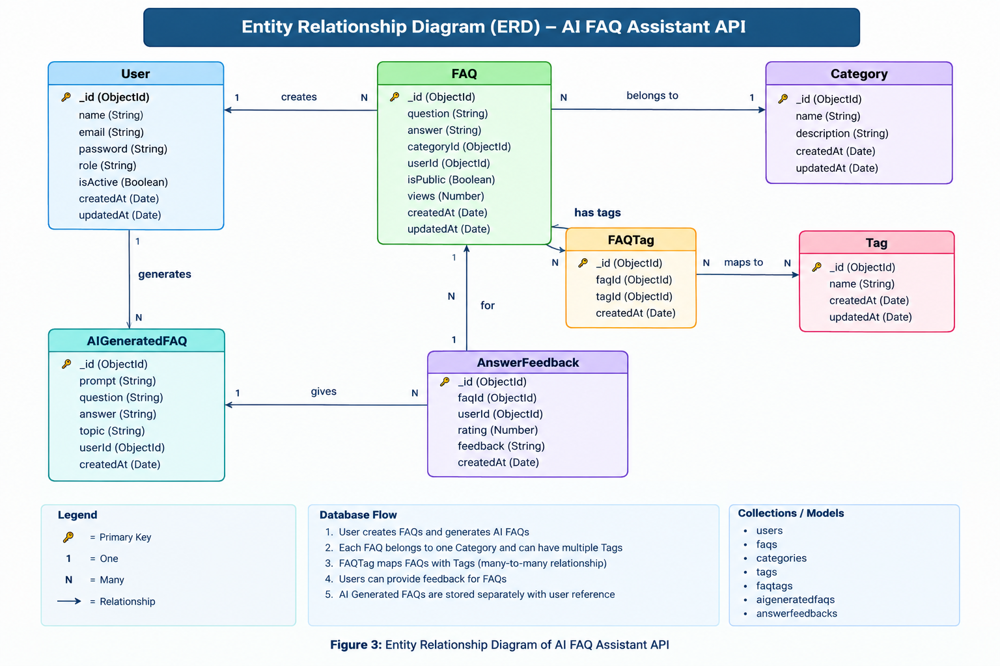 Entity Relationship Diagram (ERD) – AI FAQ Assistant API
User
_id (ObjectId)
name (String)
email (String)
password (String)
role (String)
isActive (Boolean)
createdAt (Date)
updatedAt (Date)
1 creates N
FAQ
_id (ObjectId)
question (String)
answer (String)
categoryId (ObjectId)
userId (ObjectId)
isPublic (Boolean)
views (Number)
createdAt (Date)
updatedAt (Date)
N belongs to 1
Category
_id (ObjectId)
name (String)
description (String)
createdAt (Date)
updatedAt (Date)
has tags
N
FAQTag
_id (ObjectId)
faqId (ObjectId)
tagId (ObjectId)
createdAt (Date)
N maps to N
Tag
_id (ObjectId)
name (String)
createdAt (Date)
updatedAt (Date)
1
generates
N
1
N
for
1
AIGeneratedFAQ
_id (ObjectId)
prompt (String)
question (String)
answer (String)
topic (String)
userId (ObjectId)
createdAt (Date)
1 gives N
AnswerFeedback
_id (ObjectId)
faqId (ObjectId)
userId (ObjectId)
rating (Number)
feedback (String)
createdAt (Date)
Legend
= Primary Key
1 = One
N = Many
= Relationship
Database Flow
1. User creates FAQs and generates AI FAQs
2. Each FAQ belongs to one Category and can have multiple Tags
3. FAQTag maps FAQs with Tags (many-to-many relationship)
4. Users can provide feedback for FAQs
5. AI Generated FAQs are stored separately with user reference
Collections / Models
• users
• faqs
• categories
• tags
• faqtags
• aigeneratedfaqs
• answerfeedbacks
Figure 3: Entity Relationship Diagram of AI FAQ Assistant API